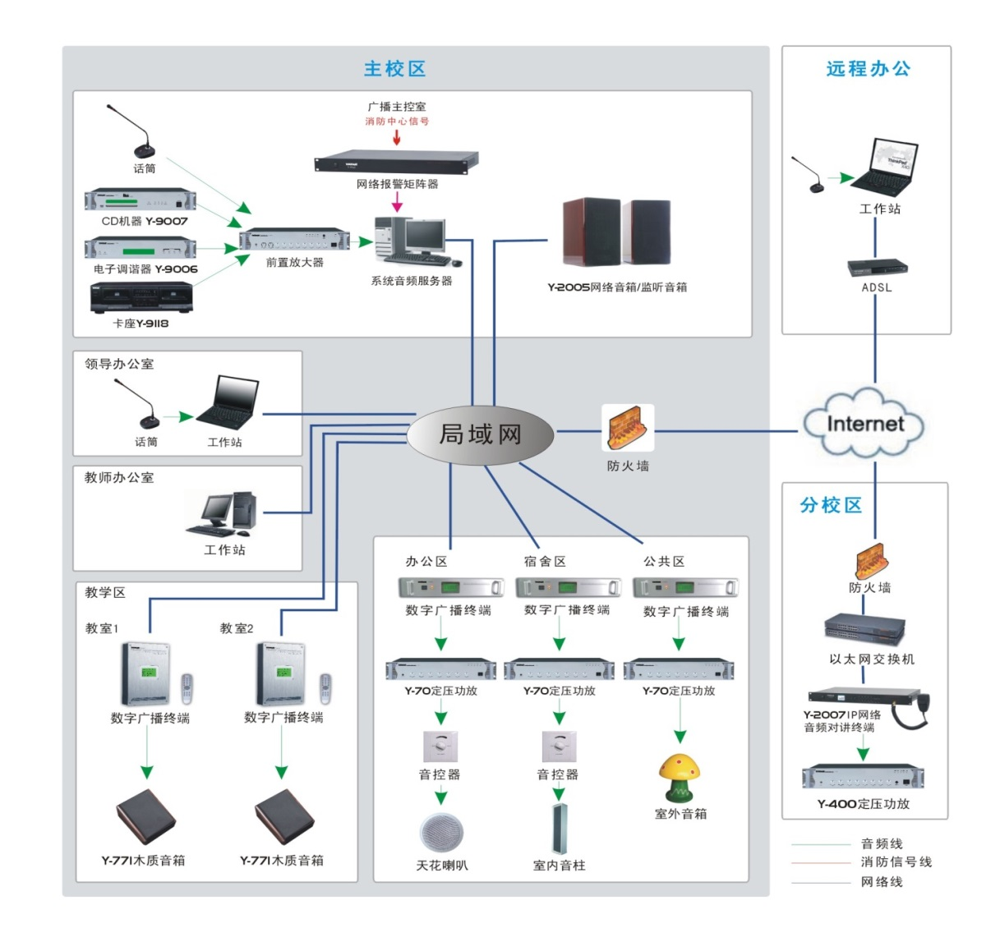 主校区
广播主控室
消防中心信号
话筒
网络报警矩阵器
CD机器 Y-9007
前置放大器
电子调谐器 Y-9006
系统音频服务器
卡座Y-9118
Y-2005网络音箱/监听音箱
远程办公
ThinkPad
工作站
ADSL
领导办公室
话筒
工作站
教师办公室
工作站
局域网
防火墙
Internet
教学区
教室1
教室2
数字广播终端
数字广播终端
Y-771木质音箱
Y-771木质音箱
办公区
宿舍区
公共区
数字广播终端
数字广播终端
数字广播终端
Y-70定压功放
Y-70定压功放
Y-70定压功放
音控器
音控器
室外音箱
天花喇叭
室内音柱
分校区
防火墙
以太网交换机
Y-2007IP网络
音频对讲终端
Y-400定压功放
音频线
消防信号线
网络线